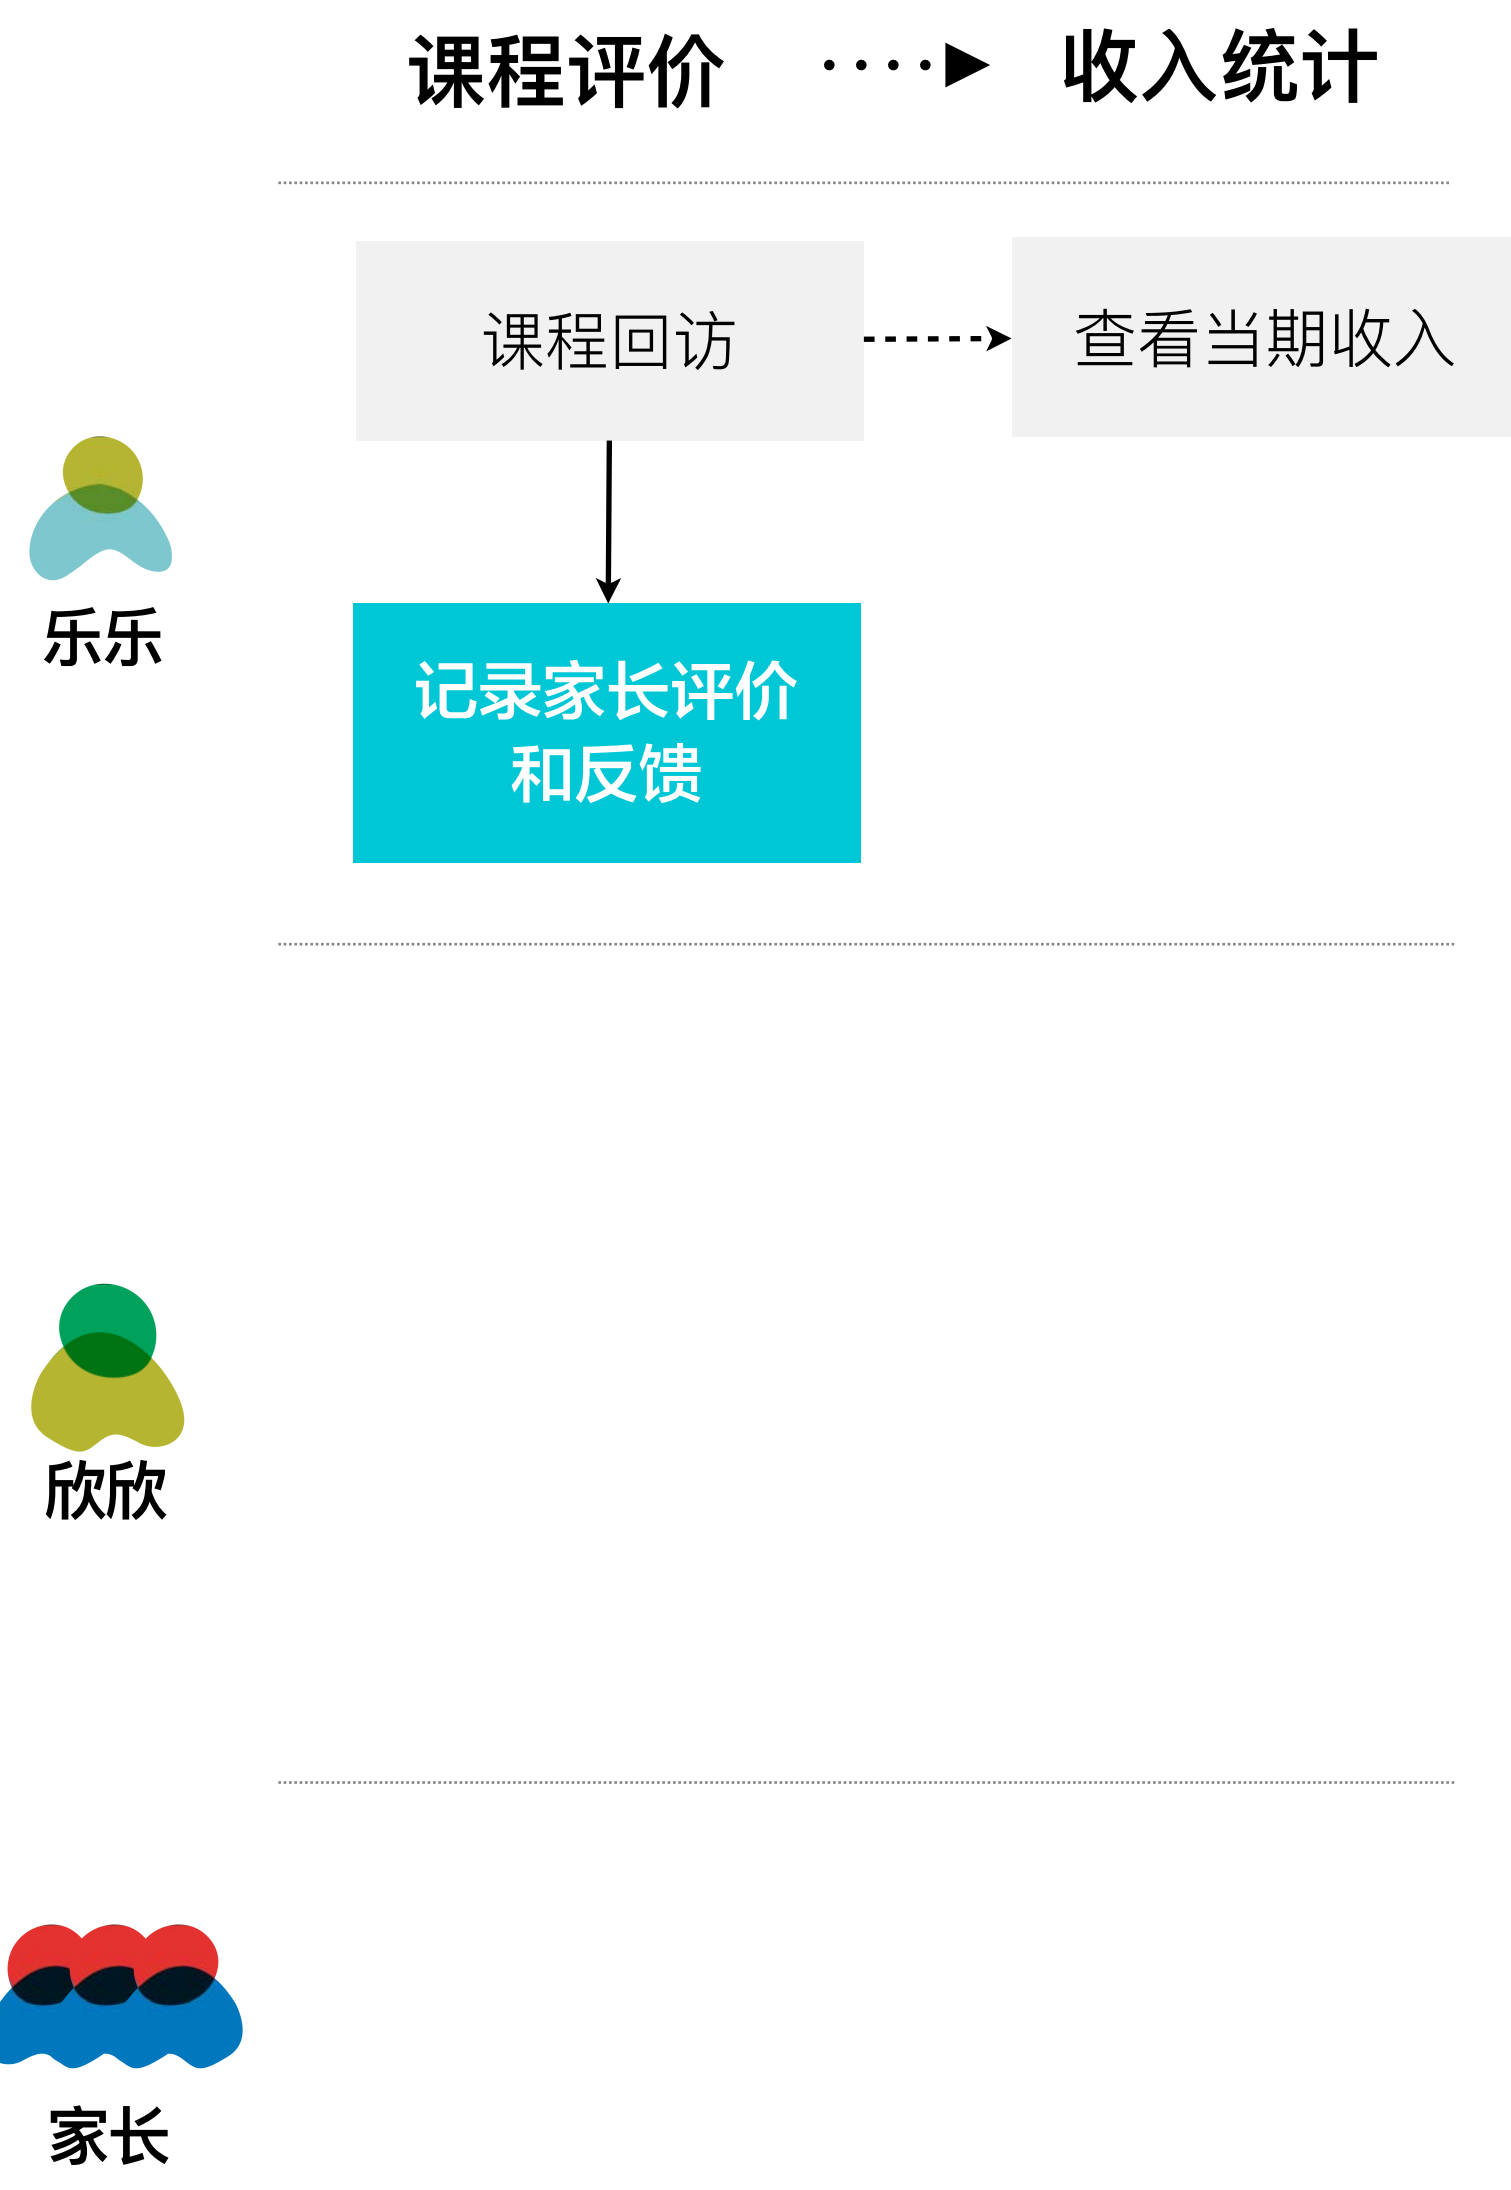 课程评价
收入统计
课程回访
查看当期收入
乐乐
记录家长评价
和反馈
欣欣
家长